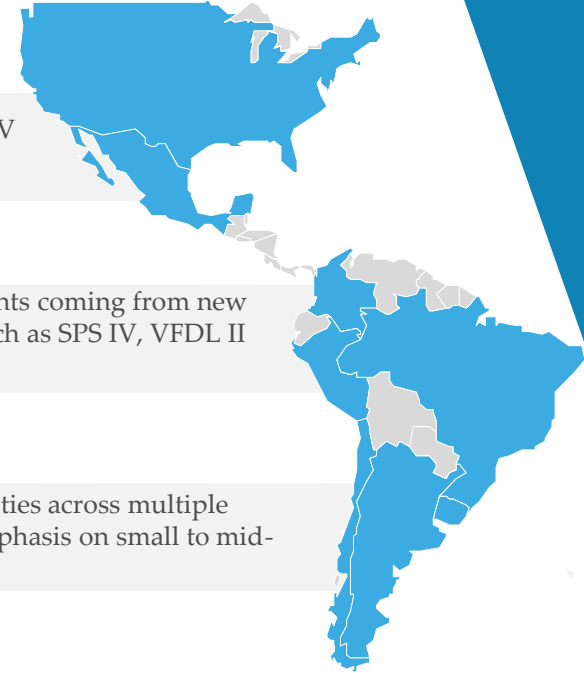 V
nts coming from new
ch as SPS IV, VFDL II
ties across multiple
phasis on small to mid-